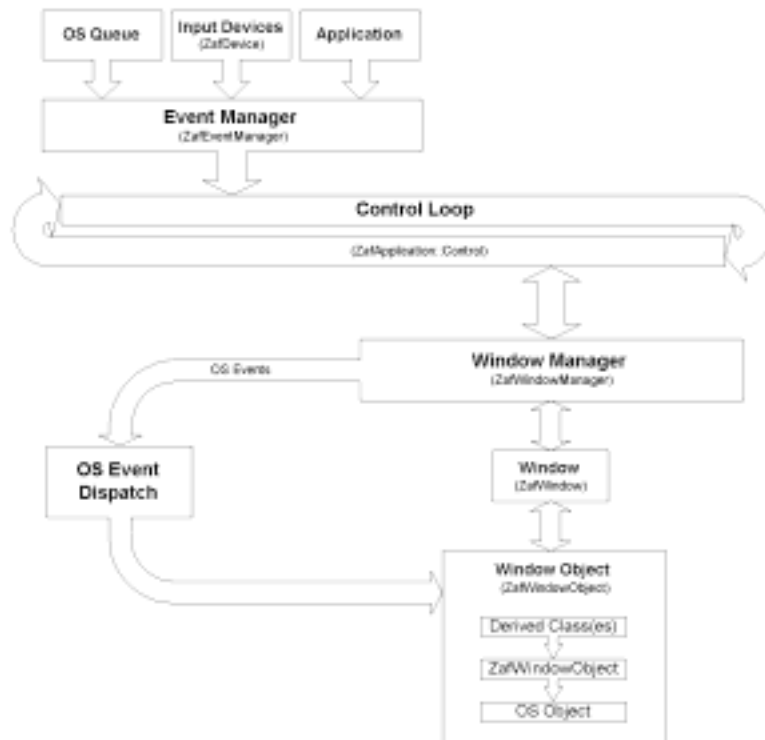 OS Queue
Input Devices
(ZafDevice)
Application
Event Manager
(ZafEventManager)
Control Loop
(ZafApplication::Control)
Window Manager
(ZafWindowManager)
OS Events
OS Event
Dispatch
Window
(ZafWindow)
Window Object
(ZafWindowObject)
Derived Class(es)
ZafWindowObject
OS Object